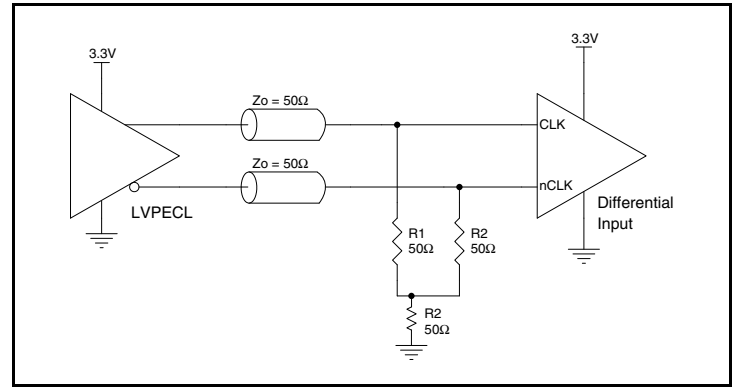 3.3V
3.3V
Zo = 50Ω
CLK
Zo = 50Ω
nCLK
LVPECL
Differential
Input
R1
50Ω
R2
50Ω
R2
50Ω